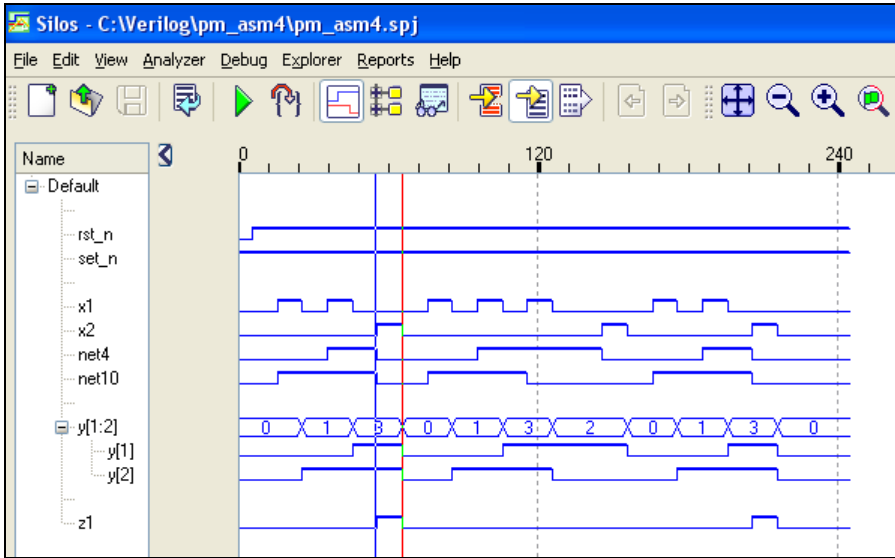 Silos - C:\Verilog\pm_asm4\pm_asm4.spj
File Edit View Analyzer Debug Explorer Reports Help
Name 0 120 240
Default
rst_n
set_n
x1
x2
net4
net10
y[1:2] 0 1 3 0 1 3 2 0 1 3 0
y[1]
y[2]
z1